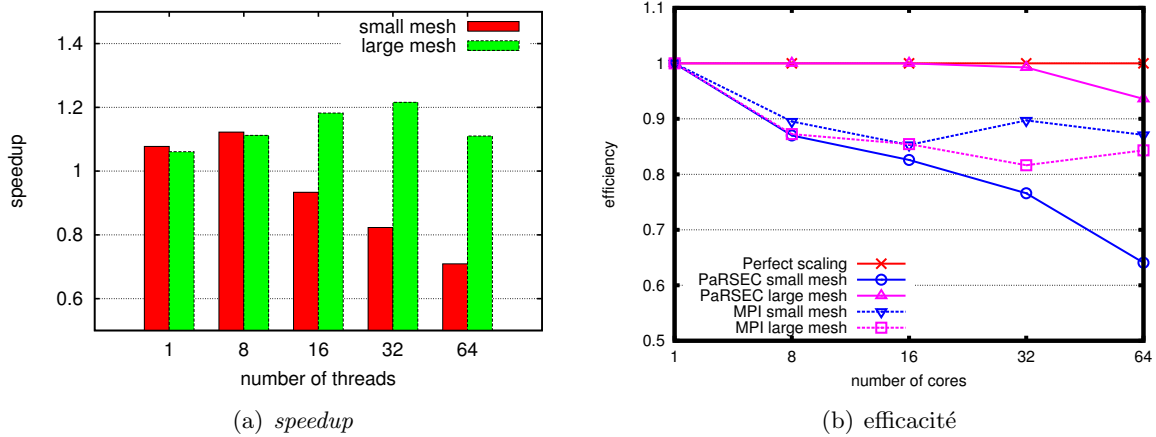 small mesh
large mesh
1.4
1.2
1
0.8
0.6
speedup
1 8 16 32 64
number of threads
(a) speedup
1.1
1
0.9
0.8
0.7
0.6
0.5
efficiency
Perfect scaling
PaRSEC small mesh
PaRSEC large mesh
MPI small mesh
MPI large mesh
1 8 16 32 64
number of cores
(b) efficacité